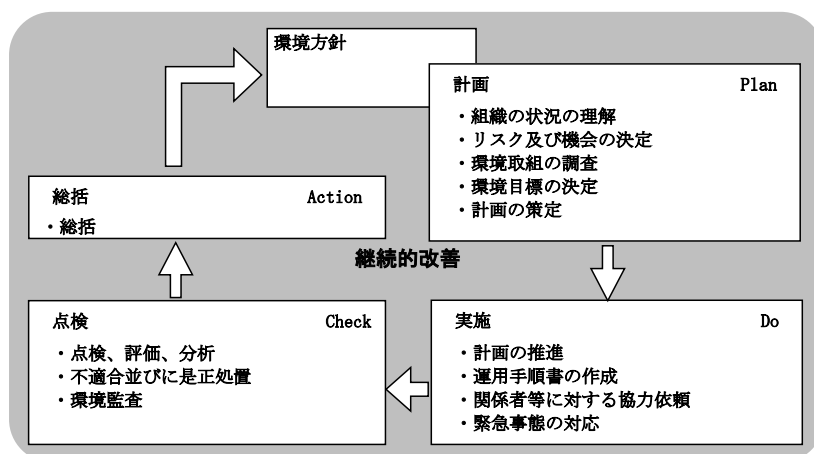 環境方針
計画 Plan
・組織の状況の理解
・リスク及び機会の決定
・環境取組の調査
・環境目標の決定
・計画の策定
総括 Action
・総括
継続的改善
点検 Check
・点検、評価、分析
・不適合並びに是正処置
・環境監査
実施 Do
・計画の推進
・運用手順書の作成
・関係者等に対する協力依頼
・緊急事態の対応